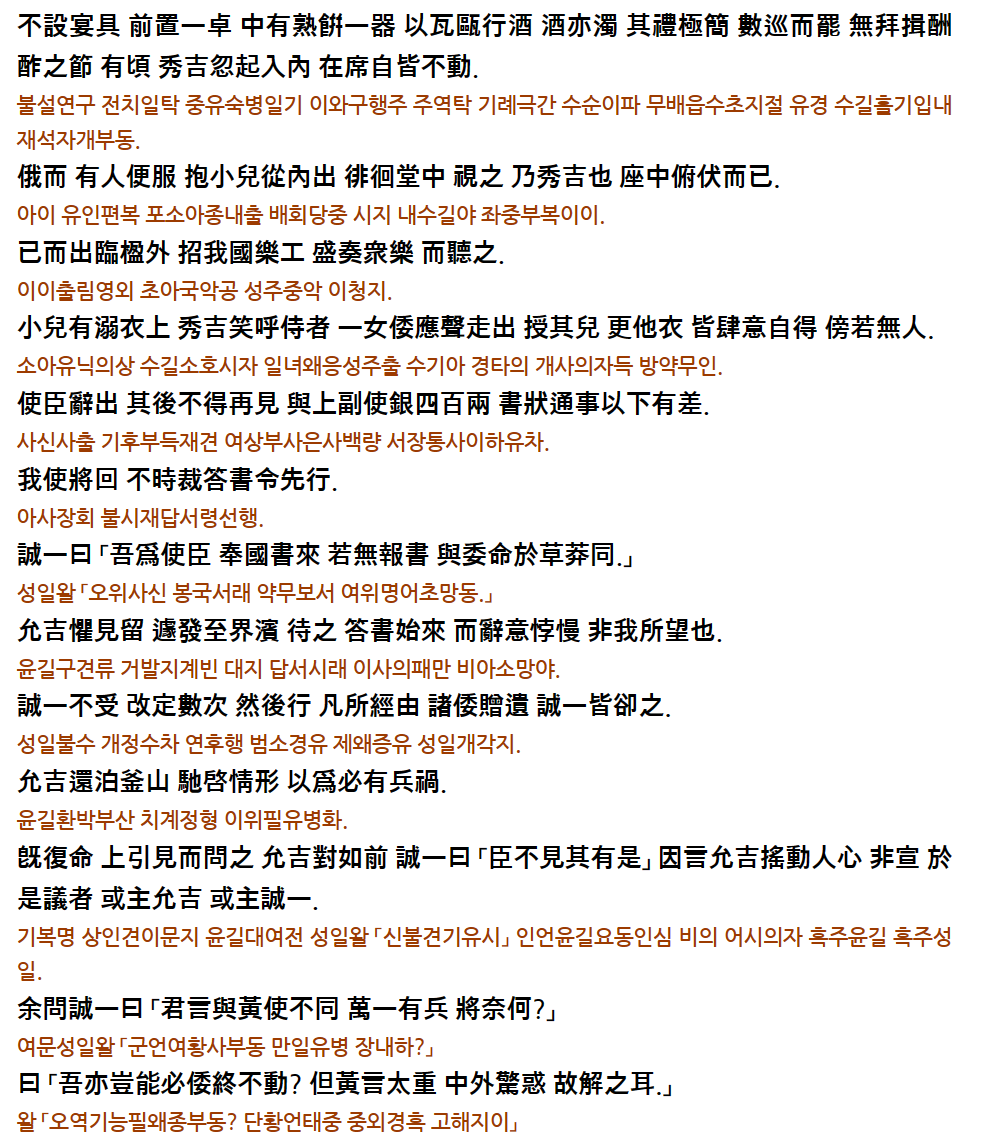 不設宴具 前置一卓 中有熟餠一器 以瓦甌行酒 酒亦濁 其禮極簡 數巡而罷 無拜揖酬
酢之節 有頃 秀吉忽起入內 在席自皆不動.
불설연구 전치일탁 중유숙병일기 이와구행주 주역탁 기례극간 수순이파 무배읍수초지절 유경 수길홀기입내
재석자개부동.
俄而 有人便服 抱小兒從內出 徘徊堂中 視之 乃秀吉也 座中俯伏而已.
아이 유인편복 포소아종내출 배회당중 시지 내수길야 좌중부복이이.
已而出臨楹外 招我國樂工 盛奏衆樂 而聽之.
이이출림영외 초아국악공 성주중악 이청지.
小兒有溺衣上 秀吉笑呼侍者 一女倭應聲走出 授其兒 更他衣 皆肆意自得 傍若無人.
소아유닉의상 수길소호시자 일녀왜응성주출 수기아 경타의 개사의자득 방약무인.
使臣辭出 其後不得再見 與上副使銀四百兩 書狀通事以下有差.
사신사출 기후부득재견 여상부사은사백량 서장통사이하유차.
我使將回 不時裁答書令先行.
아사장회 불시재답서령선행.
誠一曰「吾爲使臣 奉國書來 若無報書 與委命於草莽同.」
성일왈「오위사신 봉국서래 약무보서 여위명어초망동.」
允吉懼見留 遽發至界濱 待之 答書始來 而辭意悖慢 非我所望也.
윤길구견류 거발지계빈 대지 답서시래 이사의패만 비아소망야.
誠一不受 改定數次 然後行 凡所經由 諸倭贈遺 誠一皆卻之.
성일불수 개정수차 연후행 범소경유 제왜증유 성일개각지.
允吉還泊釜山 馳啓情形 以爲必有兵禍.
윤길환박부산 치계정형 이위필유병화.
旣復命 上引見而問之 允吉對如前 誠一曰「臣不見其有是」因言允吉搖動人心 非宣 於
是議者 或主允吉 或主誠一.
기복명 상인견이문지 윤길대여전 성일왈「신불견기유시」인언윤길요동인심 비의 어시의자 혹주윤길 혹주성
일.
余問誠一曰「君言與黃使不同 萬一有兵 將奈何?」
여문성일왈「군언여황사부동 만일유병 장내하?」
曰「吾亦豈能必倭終不動? 但黃言太重 中外驚惑 故解之耳.」
왈「오역기능필왜종부동? 단황언태중 중외경혹 고해지이」